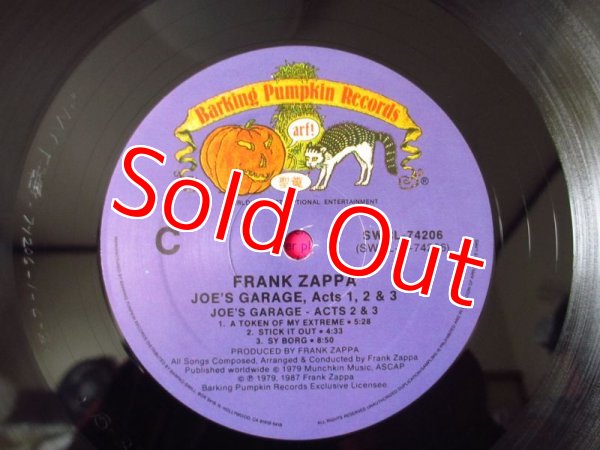 Barking Pumpkin Records
arf!
®
Sold Out
C
FRANK ZAPPA
JOE'S GARAGE, Acts 1, 2 & 3
JOE'S GARAGE - ACTS 2 & 3
1. A TOKEN OF MY EXTREME • 5:28
2. STICK IT OUT • 4:33
3. SY BORG • 8:50
PRODUCED BY FRANK ZAPPA
All Songs Composed, Arranged & Conducted by Frank Zappa
Published worldwide © 1979 Munchkin Music, ASCAP
© ℗ 1979, 1987 Frank Zappa
Barking Pumpkin Records Exclusive Licensee.